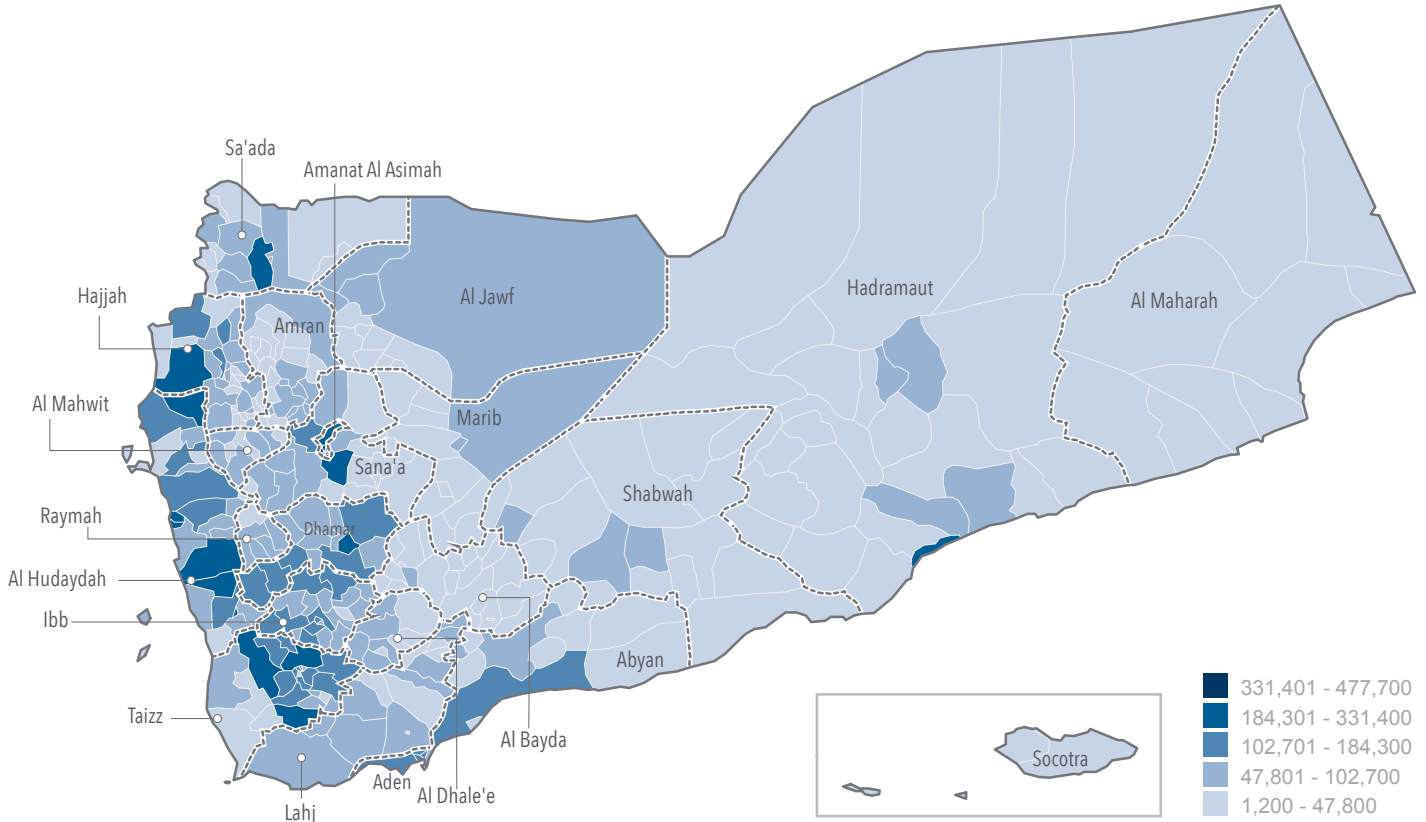 Sa'ada
Amanat Al Asimah
Hajjah
Al Jawf
Hadramaut
Al Maharah
Amran
Al Mahwit
Marib
Sana'a
Shabwah
Raymah
Dhamar
Al Hudaydah
Ibb
Abyan
Taizz
Al Bayda
Aden
Al Dhale'e
Lahj
Socotra
331,401 - 477,700
184,301 - 331,400
102,701 - 184,300
47,801 - 102,700
1,200 - 47,800